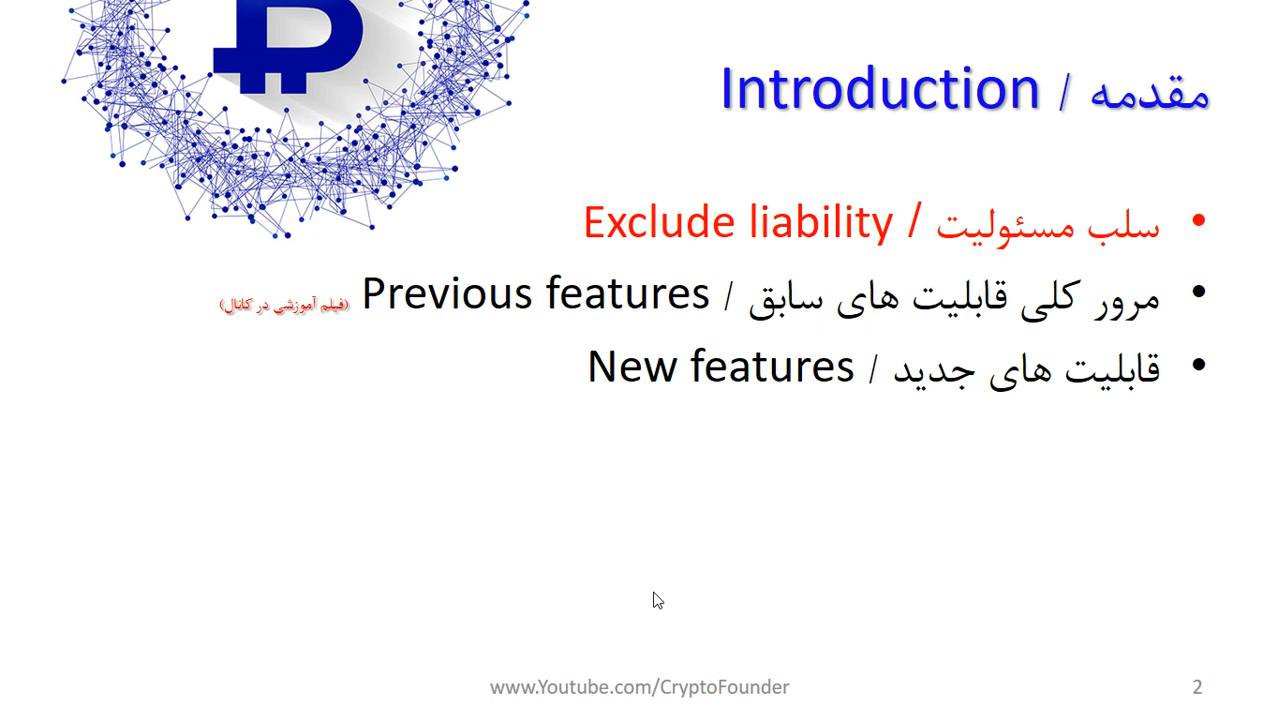 مقدمه / Introduction
• سلب مسئولیت / Exclude liability
• مرور کلی قابلیت های سابق / Previous features (فیلم آموزشی در کانال)
• قابلیت های جدید / New features
www.Youtube.com/CryptoFounder
2